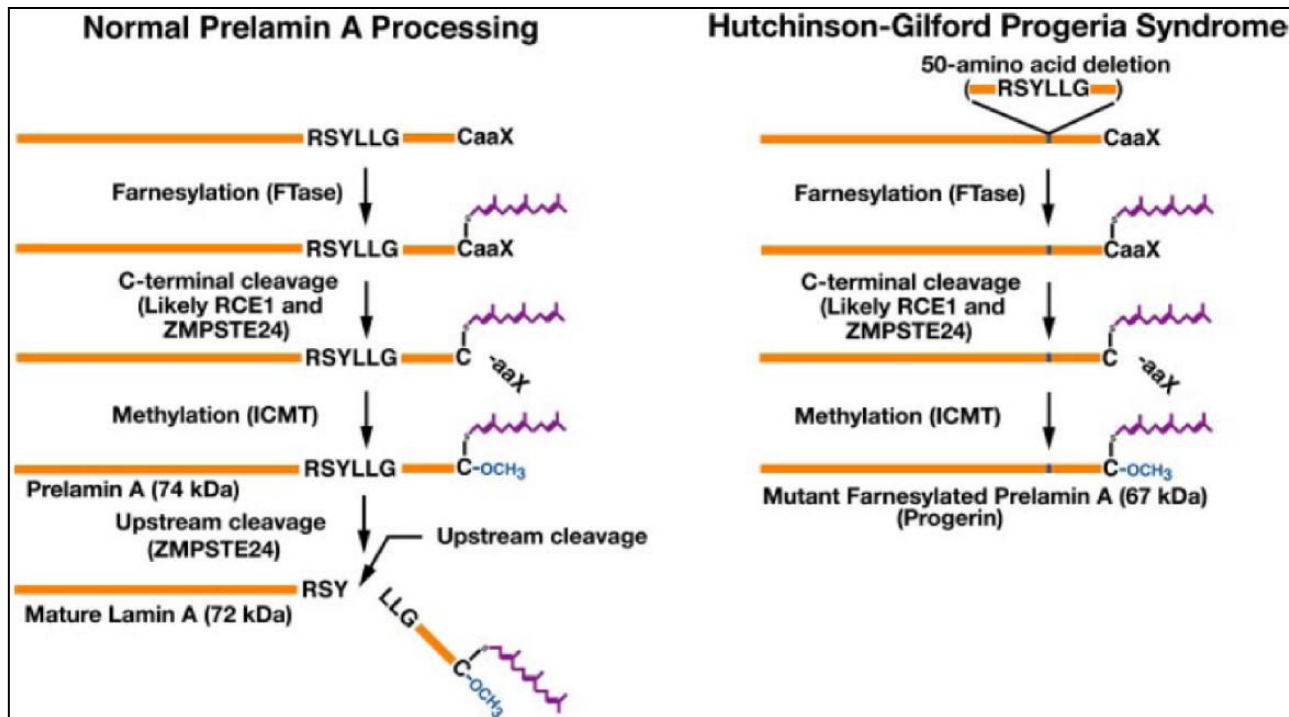 Normal Prelamin A Processing
RSYLLG CaaX
Farnesylation (FTase)
S
RSYLLG CaaX
C-terminal cleavage
(Likely RCE1 and
ZMPSTE24)
S
RSYLLG C -aaX
Methylation (ICMT)
S
RSYLLG C-OCH3
Prelamin A (74 kDa)
Upstream cleavage
(ZMPSTE24)
Upstream cleavage
RSY
Mature Lamin A (72 kDa)
LLG
S
C-OCH3
Hutchinson-Gilford Progeria Syndrome
50-amino acid deletion
(RSYLLG)
CaaX
Farnesylation (FTase)
S
CaaX
C-terminal cleavage
(Likely RCE1 and
ZMPSTE24)
S
C -aaX
Methylation (ICMT)
S
C-OCH3
Mutant Farnesylated Prelamin A (67 kDa)
(Progerin)